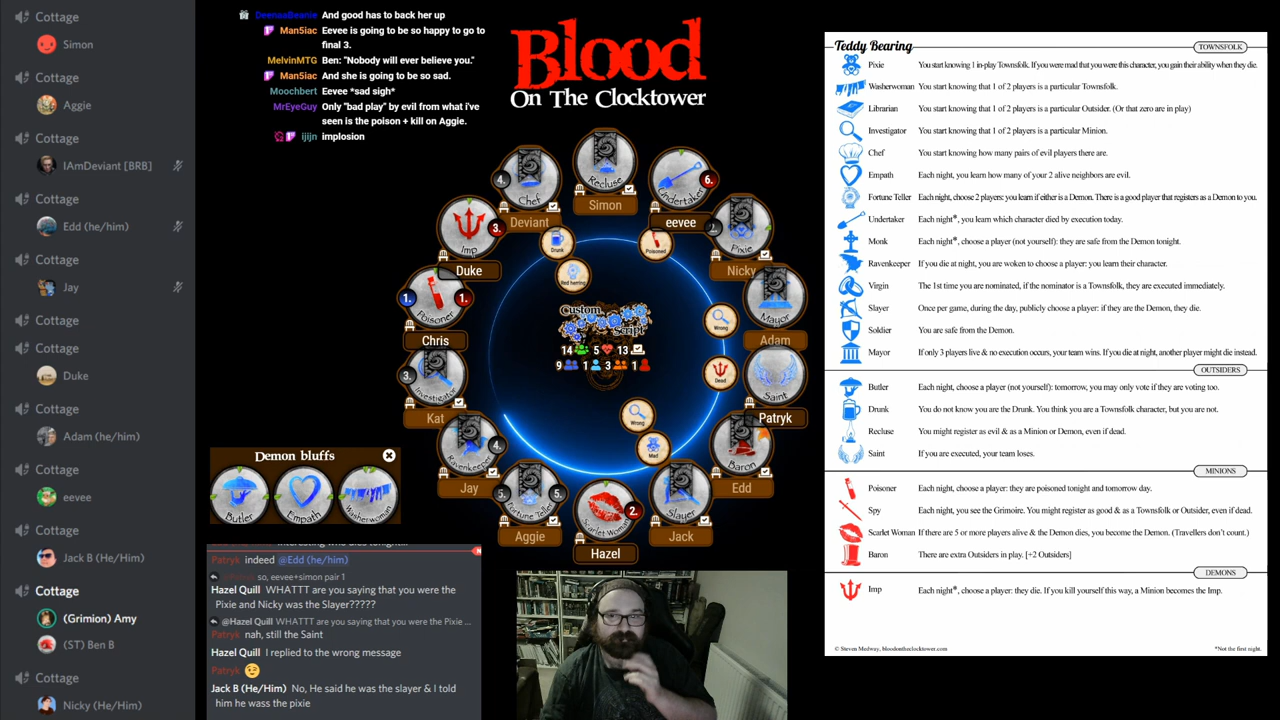 Cottage
Simon
Cottage
Aggie
Cottage
IAmDeviant [BRB]
Cottage
Edd (he/him)
Cottage
Jay
Cottage
Cottage
Duke
Cottage
Adam (he/him)
Cottage
eevee
Cottage
Jack B (He/Him)
Cottage
(Grimion) Amy
(ST) Ben B
Cottage
Nicky (He/Him)
DeenaaBeanie And good has to back her up
Man5iac Eevee is going to be so happy to go to
final 3.
MelvinMTG Ben: "Nobody will ever believe you."
Man5iac And she is going to be so sad.
Moochbert Eevee *sad sigh*
MrEyeGuy Only "bad play" by evil from what i've
seen is the poison + kill on Aggie.
ijijn implosion
Blood
On The Clocktower
Recluse
Simon
Undertaker
6.
eevee
Poisoned
Pixie
Nicky
Mayor
Adam
Wrong
Saint
Patryk
Dead
Baron
Edd
Wrong
Mad
Slayer
Jack
Scarlet Woman
2.
Hazel
Fortune Teller
5.
5.
Aggie
Ravenkeeper
4.
Jay
Investigator
3.
Kat
Poisoner
1.
1.
Chris
Imp
3.
Duke
Chef
4.
Deviant
Drunk
Red herring
Custom
Script
14 5 13
9 1 3 1
Demon bluffs
Butler
Empath
Washerwoman
Patryk indeed @Edd (he/him)
so, eevee+simon pair 1
Hazel Quill WHATTT are you saying that you were the
Pixie and Nicky was the Slayer?????
@Hazel Quill WHATTT are you saying that you were the Pixie ...
Patryk nah, still the Saint
Hazel Quill I replied to the wrong message
Patryk
Jack B (He/Him) No, He said he was the slayer & I told
him he wass the pixie
Teddy Bearing
TOWNSFOLK
Pixie You start knowing 1 in-play Townsfolk. If you were mad that you were this character, you gain their ability when they die.
Washerwoman You start knowing that 1 of 2 players is a particular Townsfolk.
Librarian You start knowing that 1 of 2 players is a particular Outsider. (Or that zero are in play)
Investigator You start knowing that 1 of 2 players is a particular Minion.
Chef You start knowing how many pairs of evil players there are.
Empath Each night, you learn how many of your 2 alive neighbors are evil.
Fortune Teller Each night, choose 2 players: you learn if either is a Demon. There is a good player that registers as a Demon to you.
Undertaker Each night*, you learn which character died by execution today.
Monk Each night*, choose a player (not yourself): they are safe from the Demon tonight.
Ravenkeeper If you die at night, you are woken to choose a player: you learn their character.
Virgin The 1st time you are nominated, if the nominator is a Townsfolk, they are executed immediately.
Slayer Once per game, during the day, publicly choose a player: if they are the Demon, they die.
Soldier You are safe from the Demon.
Mayor If only 3 players live & no execution occurs, your team wins. If you die at night, another player might die instead.
OUTSIDERS
Butler Each night, choose a player (not yourself): tomorrow, you may only vote if they are voting too.
Drunk You do not know you are the Drunk. You think you are a Townsfolk character, but you are not.
Recluse You might register as evil & as a Minion or Demon, even if dead.
Saint If you are executed, your team loses.
MINIONS
Poisoner Each night, choose a player: they are poisoned tonight and tomorrow day.
Spy Each night, you see the Grimoire. You might register as good & as a Townsfolk or Outsider, even if dead.
Scarlet Woman If there are 5 or more players alive & the Demon dies, you become the Demon. (Travellers don't count.)
Baron There are extra Outsiders in play. [+2 Outsiders]
DEMONS
Imp Each night*, choose a player: they die. If you kill yourself this way, a Minion becomes the Imp.
© Steven Medway, bloodontheclocktower.com
*Not the first night.